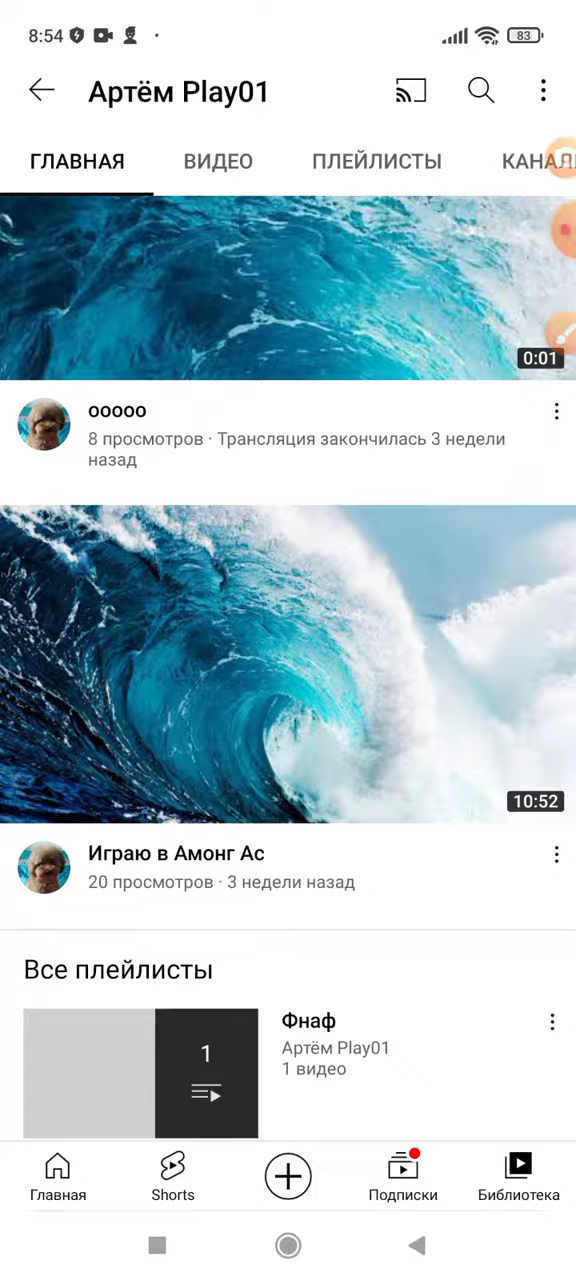 8:54
83
Артём Play01
ГЛАВНАЯ ВИДЕО ПЛЕЙЛИСТЫ КАНАЛ
0:01
ооооо
8 просмотров · Трансляция закончилась 3 недели
назад
10:52
Играю в Амонг Ас
20 просмотров · 3 недели назад
Все плейлисты
1
Фнаф
Артём Play01
1 видео
Главная Shorts Подписки Библиотека